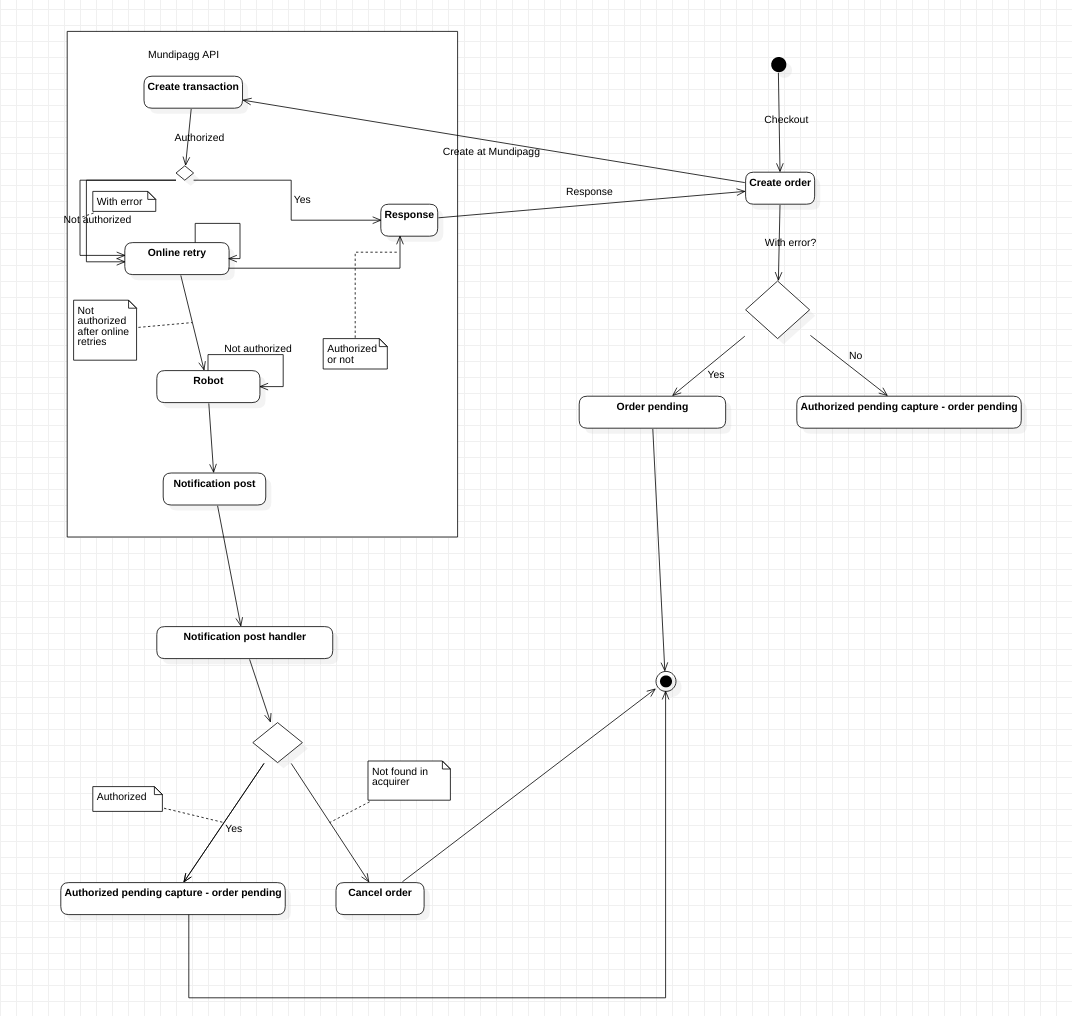 Mundipagg API
Create transaction
Checkout
Authorized
Create at Mundipagg
Create order
Response
With error
Yes
Not authorized
Response
With error?
Online retry
Not
authorized
after online
retries
Not authorized
Authorized
or not
No
Yes
Robot
Order pending
Authorized pending capture - order pending
Notification post
Notification post handler
Not found in
acquirer
Authorized
Yes
Authorized pending capture - order pending
Cancel order